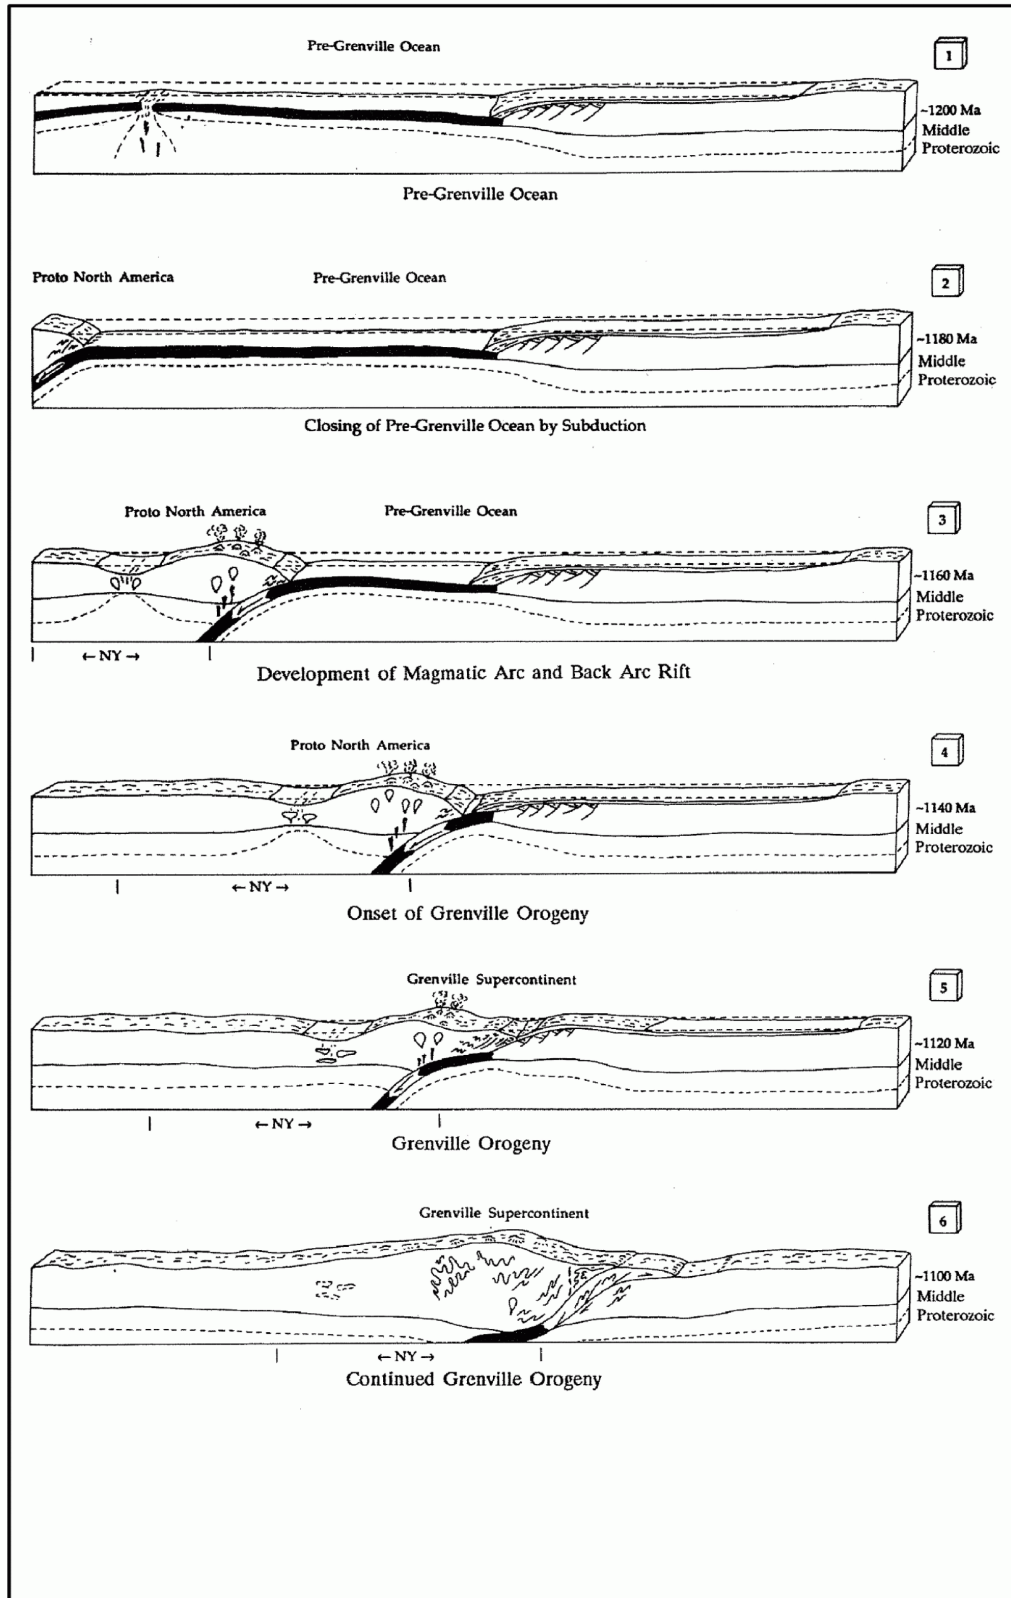 Pre-Grenville Ocean
1
~1200 Ma
Middle
Proterozoic
Pre-Grenville Ocean
Proto North America
Pre-Grenville Ocean
2
~1180 Ma
Middle
Proterozoic
Closing of Pre-Grenville Ocean by Subduction
Proto North America
Pre-Grenville Ocean
3
~1160 Ma
Middle
Proterozoic
← NY →
Development of Magmatic Arc and Back Arc Rift
Proto North America
4
~1140 Ma
Middle
Proterozoic
← NY →
Onset of Grenville Orogeny
Grenville Supercontinent
5
~1120 Ma
Middle
Proterozoic
← NY →
Grenville Orogeny
Grenville Supercontinent
6
~1100 Ma
Middle
Proterozoic
← NY →
Continued Grenville Orogeny